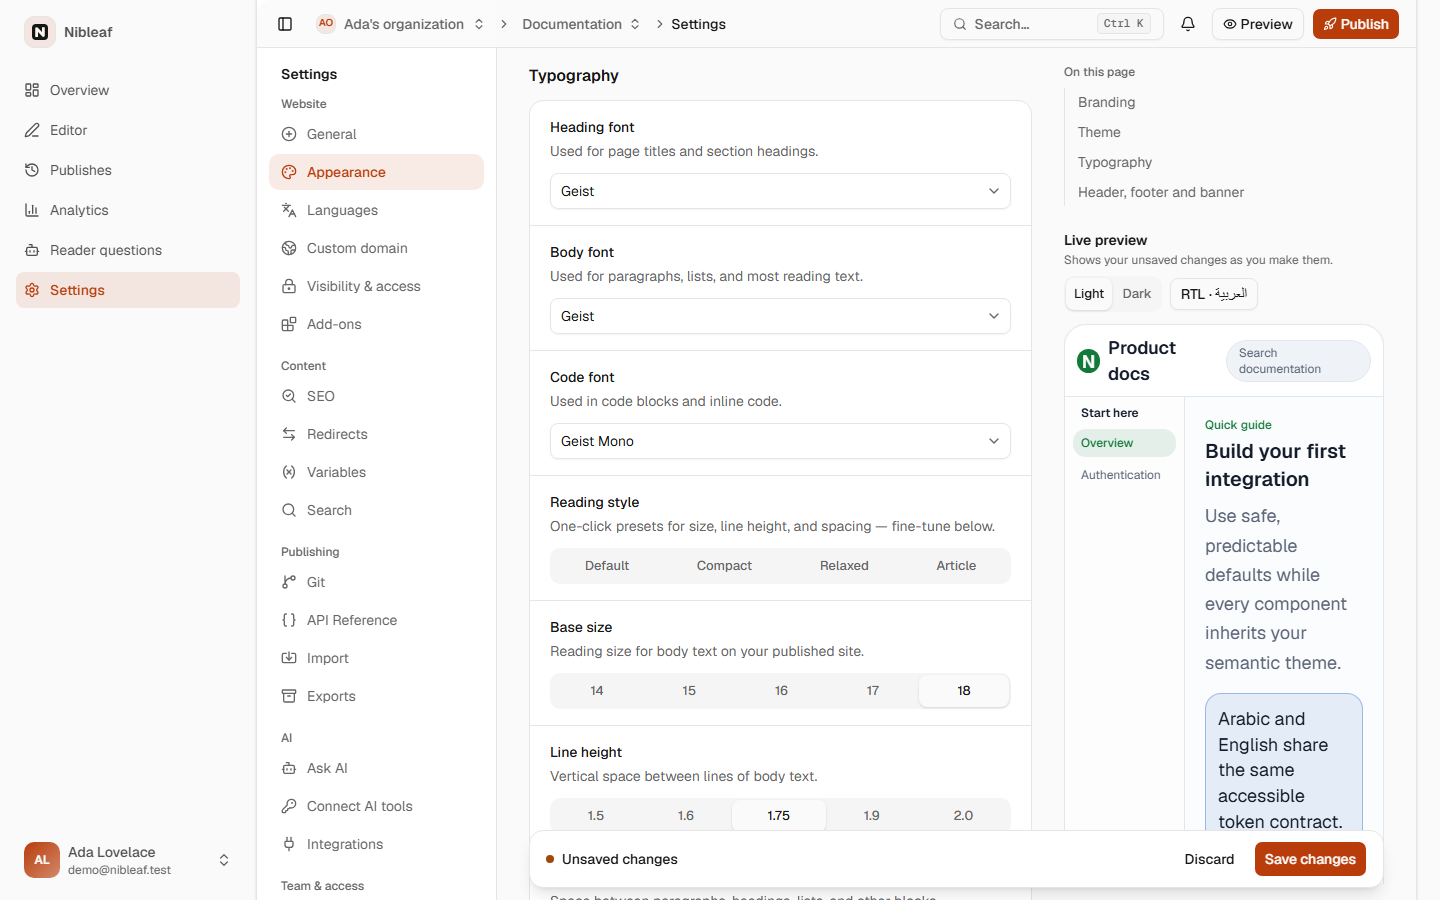 Nibleaf
Overview
Editor
Publishes
Analytics
Reader questions
Settings
AL
Ada Lovelace
demo@nibleaf.test
AO
Ada's organization
Documentation
Settings
Search...
Ctrl K
Preview
Publish
Settings
Website
General
Appearance
Languages
Custom domain
Visibility & access
Add-ons
Content
SEO
Redirects
Variables
Search
Publishing
Git
API Reference
Import
Exports
AI
Ask AI
Connect AI tools
Integrations
Team & access
Typography
Heading font
Used for page titles and section headings.
Geist
Body font
Used for paragraphs, lists, and most reading text.
Geist
Code font
Used in code blocks and inline code.
Geist Mono
Reading style
One-click presets for size, line height, and spacing — fine-tune below.
Default Compact Relaxed Article
Base size
Reading size for body text on your published site.
14 15 16 17 18
Line height
Vertical space between lines of body text.
1.5 1.6 1.75 1.9 2.0
Unsaved changes
Discard
Save changes
Space between paragraphs, headings, lists, and other blocks.
On this page
Branding
Theme
Typography
Header, footer and banner
Live preview
Shows your unsaved changes as you make them.
Light Dark RTL · العربية
N
Product
docs
Search
documentation
Start here
Overview
Authentication
Quick guide
Build your first
integration
Use safe,
predictable
defaults while
every component
inherits your
semantic theme.
Arabic and
English share
the same
accessible
token contract.